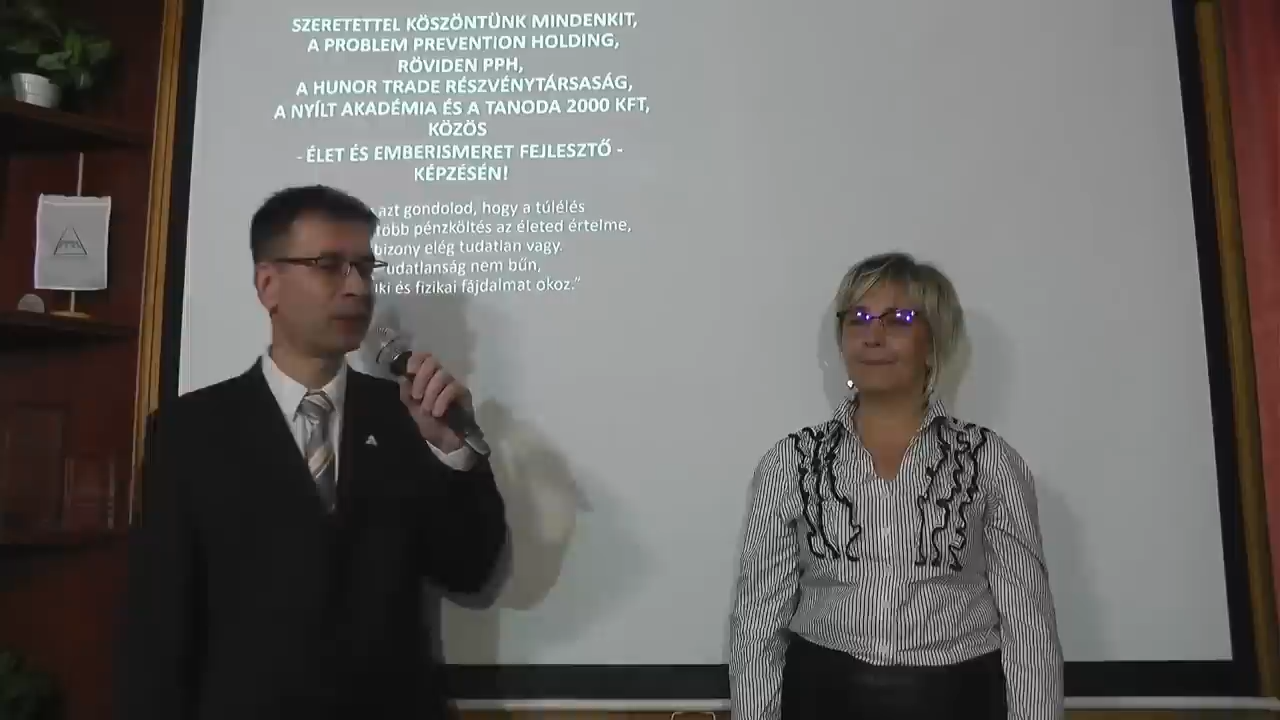 SZERETETTEL KÖSZÖNTÜNK MINDENKIT,
A PROBLEM PREVENTION HOLDING,
RÖVIDEN PPH,
A HUNOR TRADE RÉSZVÉNYTÁRSASÁG,
A NYÍLT AKADÉMIA ÉS A TANODA 2000 KFT,
KÖZÖS
- ÉLET ÉS EMBERISMERET FEJLESZTŐ -
KÉPZÉSÉN!
azt gondolod, hogy a túlélés
több pénzköltés az életed értelme,
bizony elég tudatlan vagy.
udatlanság nem bűn,
és fizikai fájdalmat okoz.”